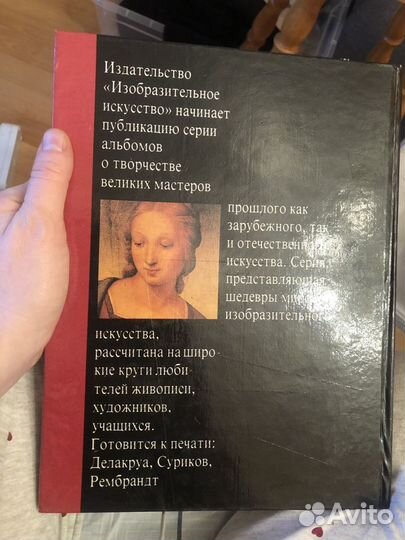 Издательство
«Изобразительное
искусство» начинает
публикацию серии
альбомов
о творчестве
великих мастеров
прошлого как
зарубежного, так
и отечественного
искусства. Серия,
представляющая
шедевры
изобразительного
искусства,
рассчитана на широ-
кие круги люби-
телей живописи,
художников,
учащихся.
Готовится к печати:
Делакруа, Суриков,
Рембрандт
Avito